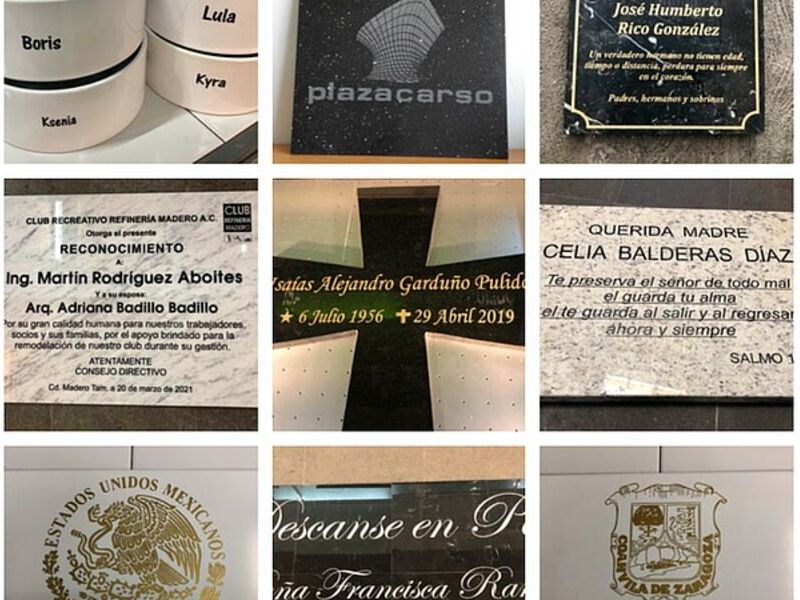 Boris
Ksenia
Lula
Kyra
plazacarso
José Humberto
Rico González
Un verdadero hermano no tienen edad,
tiempo o distancia, perdura para siempre
en el corazón.
Padres, hermanos y sobrinos
CLUB RECREATIVO REFINERÍA MADERO A.C.
Otorga el presente
RECONOCIMIENTO
A:
Ing. Martín Rodríguez Aboites
Y a su esposa:
Arq. Adriana Badillo Badillo
Por su gran calidad humana para nuestros trabajadores,
socios y sus familias, por el apoyo brindado para la
remodelación de nuestro club durante su gestión.
ATENTAMENTE
CONSEJO DIRECTIVO
Cd. Madero Tam. a 20 de marzo de 2021
CLUB
REFINERÍA
MADERO
Isaías Alejandro Garduño Pulido
6 Julio 1956 29 Abril 2019
QUERIDA MADRE
CELIA BALDERAS DÍAZ
Te preserva el señor de todo mal
el guarda tu alma
el te guarda al salir y al regresar
ahora y siempre
SALMO 1
ESTADOS UNIDOS MEXICANOS
Descanse en P
ña Francisca Ram
COAHUILA DE ZARAGOZA